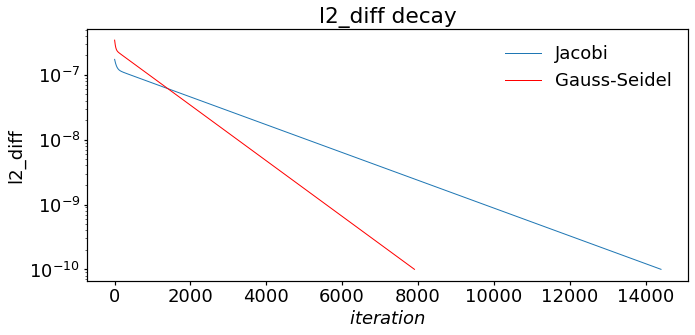 l2_diff decay
Jacobi
Gauss-Seidel
l2_diff
10⁻⁷
10⁻⁸
10⁻⁹
10⁻¹⁰
0 2000 4000 6000 8000 10000 12000 14000
iteration